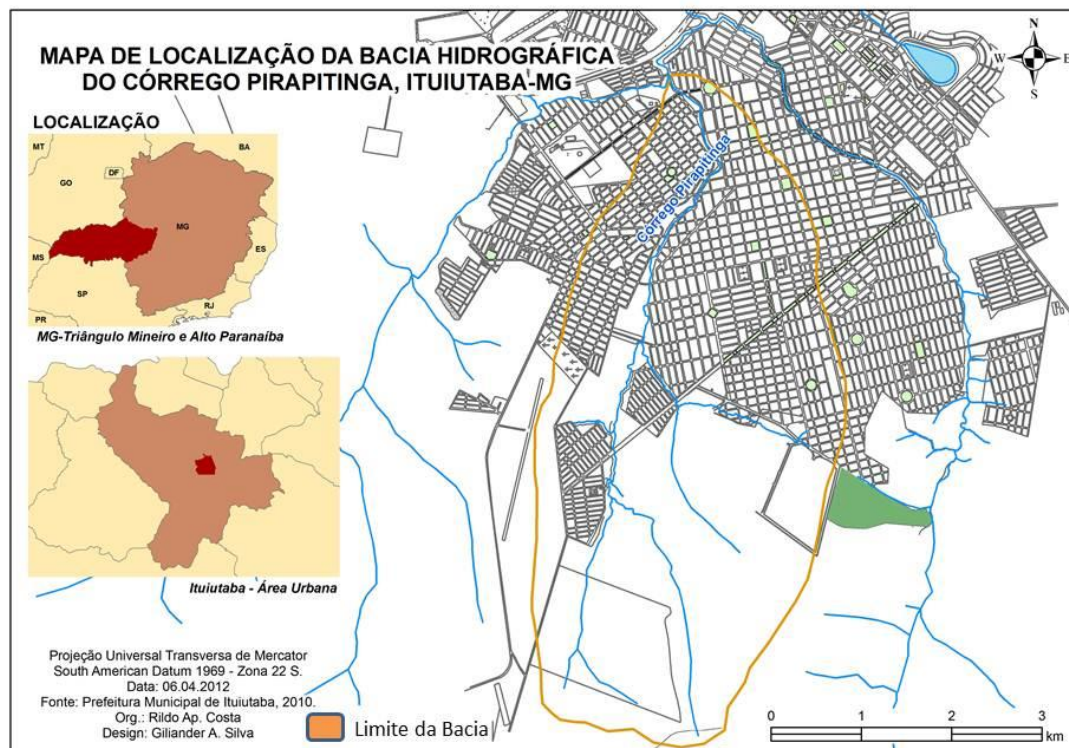 MAPA DE LOCALIZAÇÃO DA BACIA HIDROGRÁFICA
DO CÓRREGO PIRAPITINGA, ITUIUTABA-MG
N
W
E
S
LOCALIZAÇÃO
MT
BA
GO
DF
MG
MS
ES
SP
RJ
PR
MG-Triângulo Mineiro e Alto Paranaíba
Córrego Pirapitinga
Ituiutaba - Área Urbana
Projeção Universal Transversa de Mercator
South American Datum 1969 - Zona 22 S.
Data: 06.04.2012
Fonte: Prefeitura Municipal de Ituiutaba, 2010.
Org.: Rildo Ap. Costa
Design: Giliander A. Silva
Limite da Bacia
0 1 2 3
km